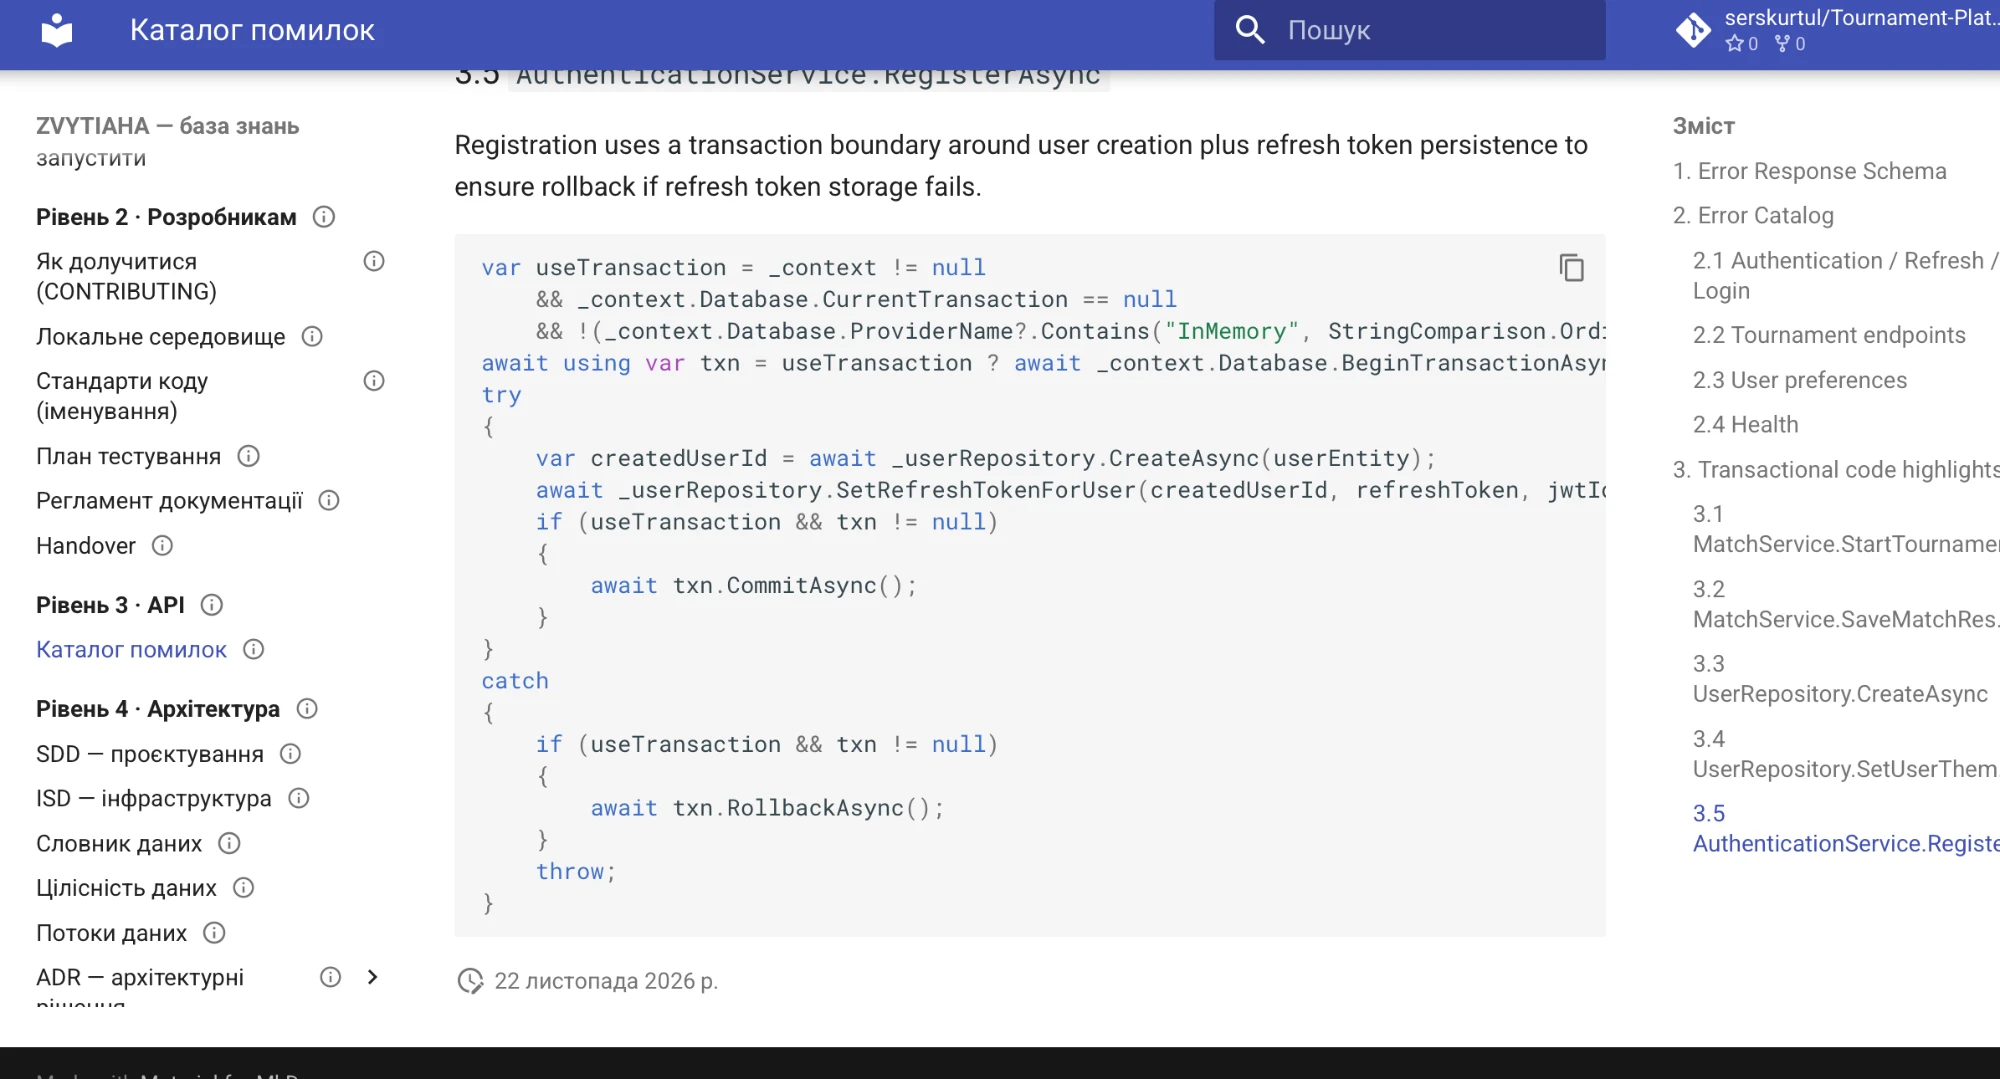 Каталог помилок
Пошук
serskurtul/Tournament-Plat...
0 0
ZVYTIAHA — база знань
запустити
Рівень 2 · Розробникам
Як долучитися
(CONTRIBUTING)
Локальне середовище
Стандарти коду
(іменування)
План тестування
Регламент документації
Handover
Рівень 3 · API
Каталог помилок
Рівень 4 · Архітектура
SDD — проєктування
ISD — інфраструктура
Словник даних
Цілісність даних
Потоки даних
ADR — архітектурні
рішення
3.5 AuthenticationService.RegisterAsync
Registration uses a transaction boundary around user creation plus refresh token persistence to
ensure rollback if refresh token storage fails.
var useTransaction = _context != null
    && _context.Database.CurrentTransaction == null
    && !(_context.Database.ProviderName?.Contains("InMemory", StringComparison.Ordi
await using var txn = useTransaction ? await _context.Database.BeginTransactionAsyn
try
{
    var createdUserId = await _userRepository.CreateAsync(userEntity);
    await _userRepository.SetRefreshTokenForUser(createdUserId, refreshToken, jwtId
    if (useTransaction && txn != null)
    {
        await txn.CommitAsync();
    }
}
catch
{
    if (useTransaction && txn != null)
    {
        await txn.RollbackAsync();
    }
    throw;
}
22 листопада 2026 р.
Зміст
1. Error Response Schema
2. Error Catalog
2.1 Authentication / Refresh /
Login
2.2 Tournament endpoints
2.3 User preferences
2.4 Health
3. Transactional code highlights
3.1
MatchService.StartTourname
3.2
MatchService.SaveMatchRes.
3.3
UserRepository.CreateAsync
3.4
UserRepository.SetUserThem.
3.5
AuthenticationService.Registe